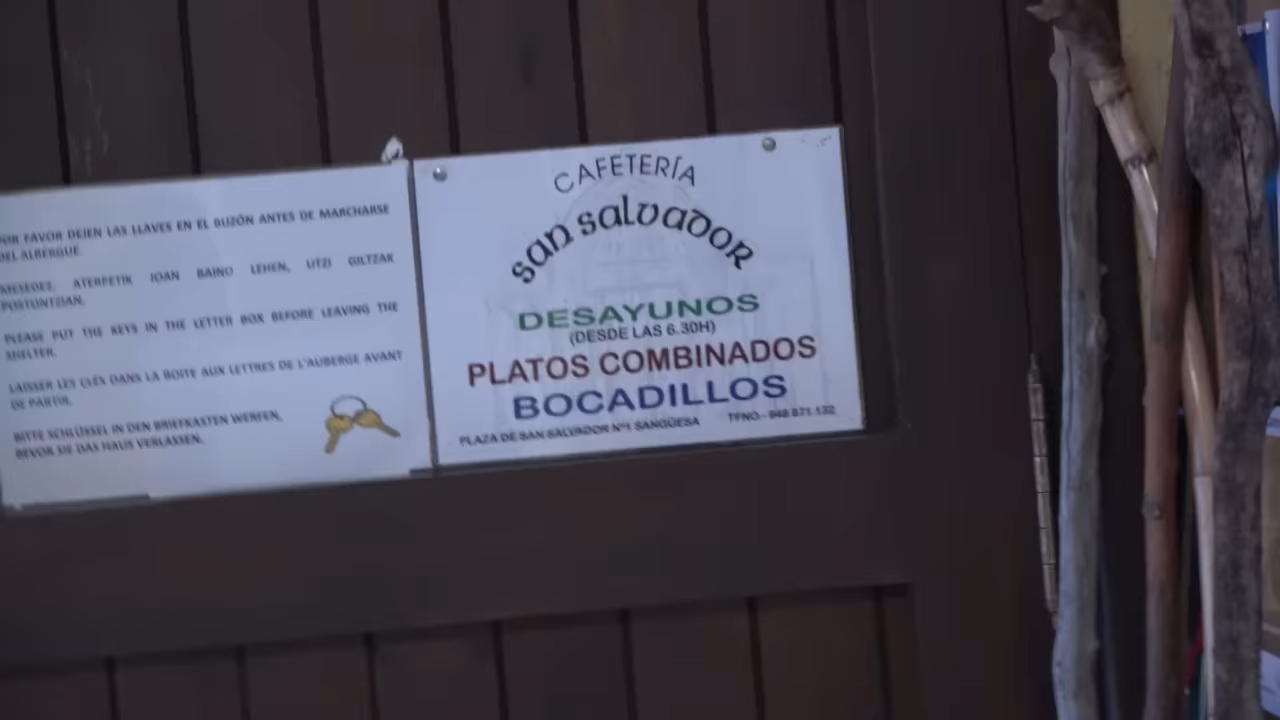 POR FAVOR DEJEN LAS LLAVES EN EL BUZÓN ANTES DE MARCHARSE
DEL ALBERGUE.
MESEDEZ, ATERPETIK JOAN BAINO LEHEN, UTZI GILTZAK
POSTONTZIAN.
PLEASE PUT THE KEYS IN THE LETTER BOX BEFORE LEAVING THE
SHELTER.
LAISSER LES CLÉS DANS LA BOITE AUX LETTRES DE L'AUBERGE AVANT
DE PARTIR.
BITTE SCHLÜSSEL IN DEN BRIEFKASTEN WERFEN,
BEVOR SIE DAS HAUS VERLASSEN.
CAFETERÍA
san salvador
DESAYUNOS
(DESDE LAS 6.30H)
PLATOS COMBINADOS
BOCADILLOS
PLAZA DE SAN SALVADOR Nº1 SANGÜESA TFNO.- 948 871 132